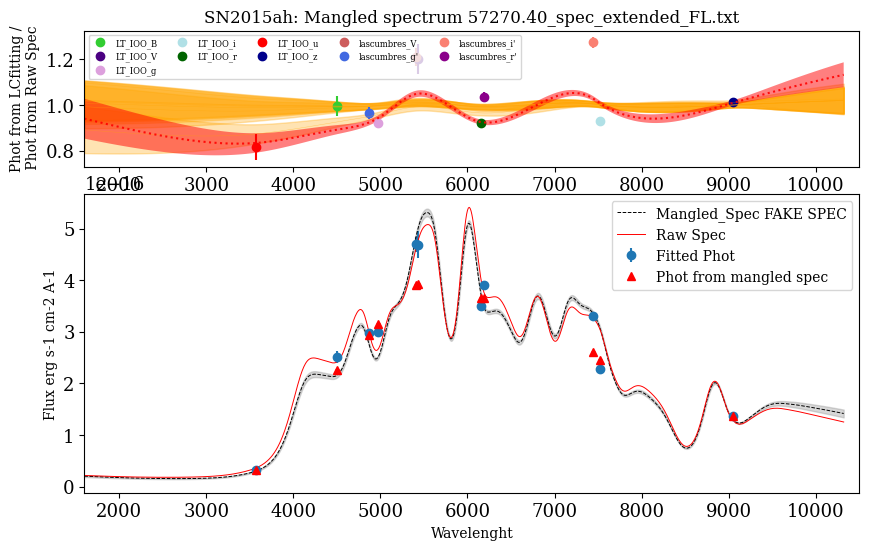 SN2015ah: Mangled spectrum 57270.40_spec_extended_FL.txt
Phot from LCfitting /
Phot from Raw Spec
1.2
1.0
0.8
LT_IOO_B
LT_IOO_V
LT_IOO_g
LT_IOO_i
LT_IOO_r
LT_IOO_u
LT_IOO_z
lascumbres_V
lascumbres_g'
lascumbres_i'
lascumbres_r'
2000 3000 4000 5000 6000 7000 8000 9000 10000
Flux erg s-1 cm-2 A-1
5
4
3
2
1
0
Mangled_Spec FAKE SPEC
Raw Spec
Fitted Phot
Phot from mangled spec
2000 3000 4000 5000 6000 7000 8000 9000 10000
Wavelenght